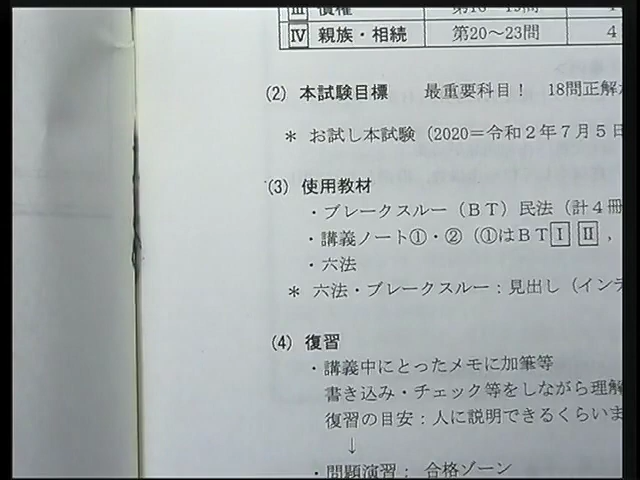 Ⅲ 債権 第16～19問 4
Ⅳ 親族・相続 第20～23問 4
(2) 本試験目標 最重要科目！ 18問正解
＊ お試し本試験（2020＝令和２年７月５日
(3) 使用教材
・ブレークスルー（ＢＴ）民法（計４冊
・講義ノート①・②（①はＢＴⅠ Ⅱ，
・六法
＊ 六法・ブレークスルー：見出し（インデ
(4) 復習
・講義中にとったメモに加筆等
書き込み・チェック等をしながら理解
復習の目安：人に説明できるくらいま
↓
・問題演習： 合格ゾーン